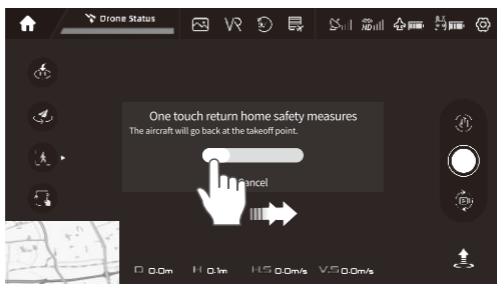 Drone Status
VR
HD
One touch return home safety measures
The aircraft will go back at the takeoff point.
Cancel
D 0.0m H 0.1m H.S 0.0m/s V.S 0.0m/s